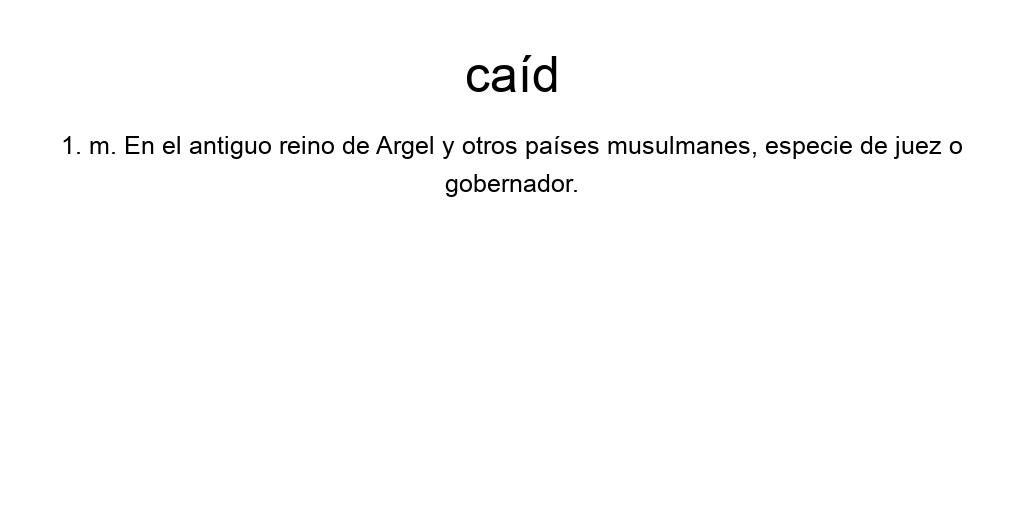 caíd
1. m. En el antiguo reino de Argel y otros países musulmanes, especie de juez o
gobernador.